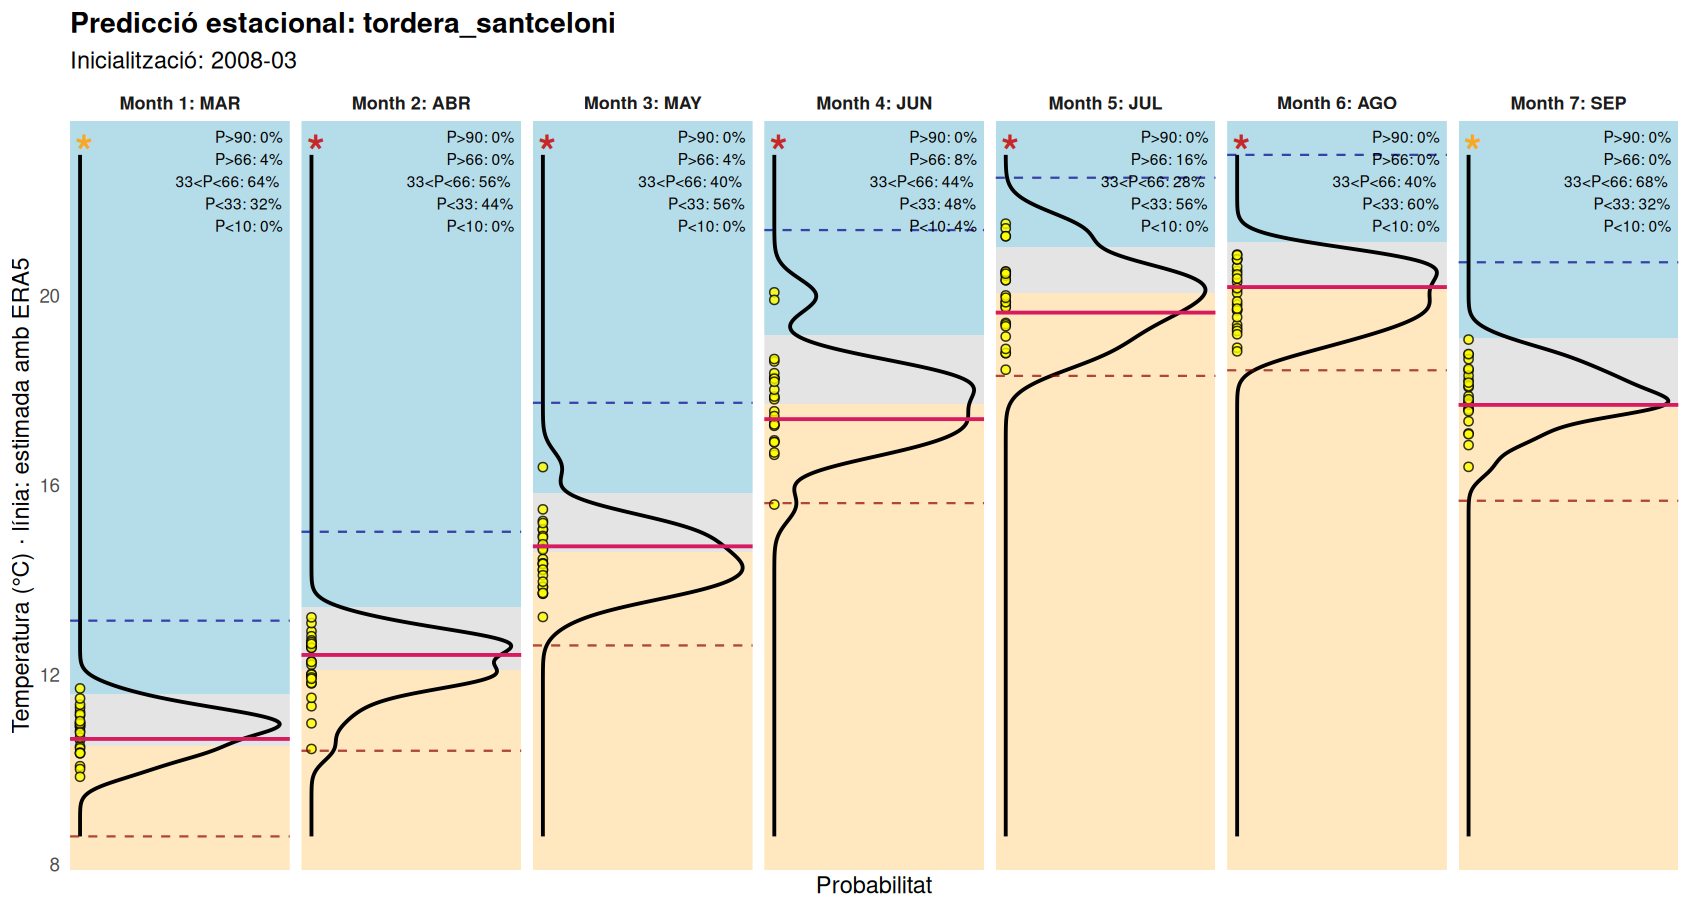 Predicció estacional: tordera_santceloni
Inicialització: 2008-03
Month 1: MAR
Month 2: ABR
Month 3: MAY
Month 4: JUN
Month 5: JUL
Month 6: AGO
Month 7: SEP
*
P>90: 0%
P>66: 4%
33<P<66: 64%
P<33: 32%
P<10: 0%
*
P>90: 0%
P>66: 0%
33<P<66: 56%
P<33: 44%
P<10: 0%
*
P>90: 0%
P>66: 4%
33<P<66: 40%
P<33: 56%
P<10: 0%
*
P>90: 0%
P>66: 8%
33<P<66: 44%
P<33: 48%
P<10: 4%
*
P>90: 0%
P>66: 16%
33<P<66: 28%
P<33: 56%
P<10: 0%
*
P>90: 0%
P>66: 0%
33<P<66: 40%
P<33: 60%
P<10: 0%
*
P>90: 0%
P>66: 0%
33<P<66: 68%
P<33: 32%
P<10: 0%
Temperatura (°C) · línia: estimada amb ERA5
20
16
12
8
Probabilitat